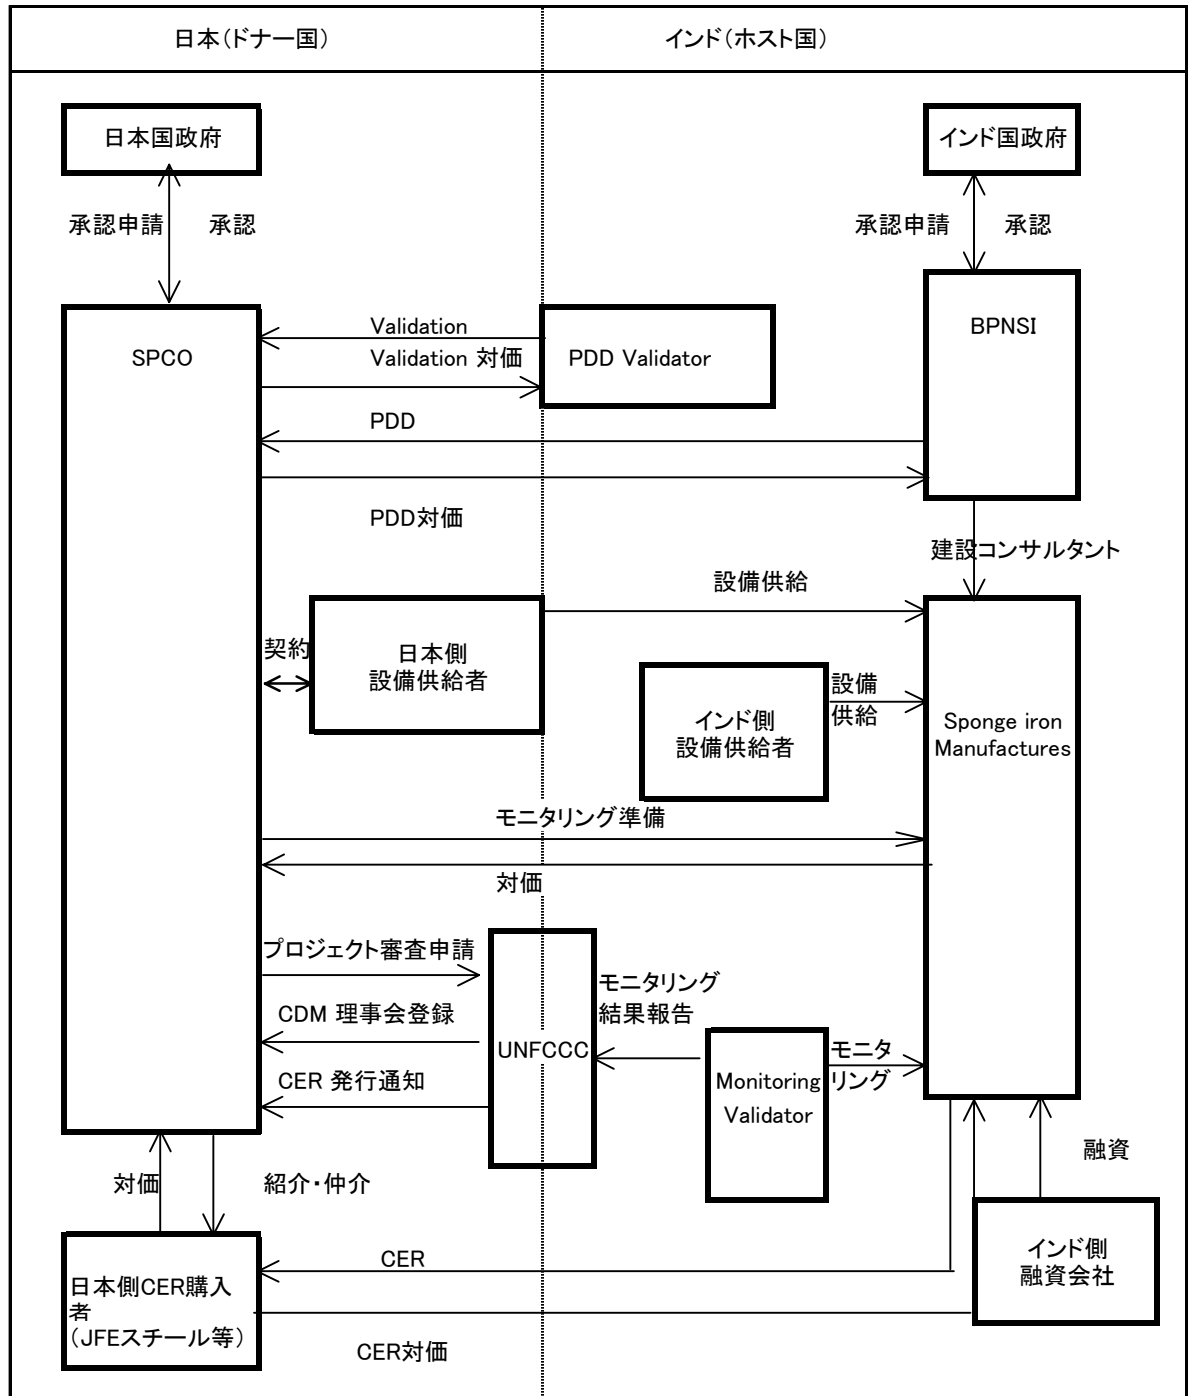 日本（ドナー国）
インド（ホスト国）
日本国政府
インド国政府
承認申請
承認
承認申請
承認
SPCO
Validation
Validation 対価
PDD Validator
BPNSI
PDD
PDD対価
建設コンサルタント
設備供給
契約
日本側
設備供給者
インド側
設備供給者
設備
供給
Sponge iron
Manufactures
モニタリング準備
対価
プロジェクト審査申請
CDM 理事会登録
CER 発行通知
UNFCCC
モニタリング
結果報告
Monitoring
Validator
モニタ
リング
対価
紹介・仲介
融資
日本側CER購入
者
（JFEスチール等）
CER
CER対価
インド側
融資会社